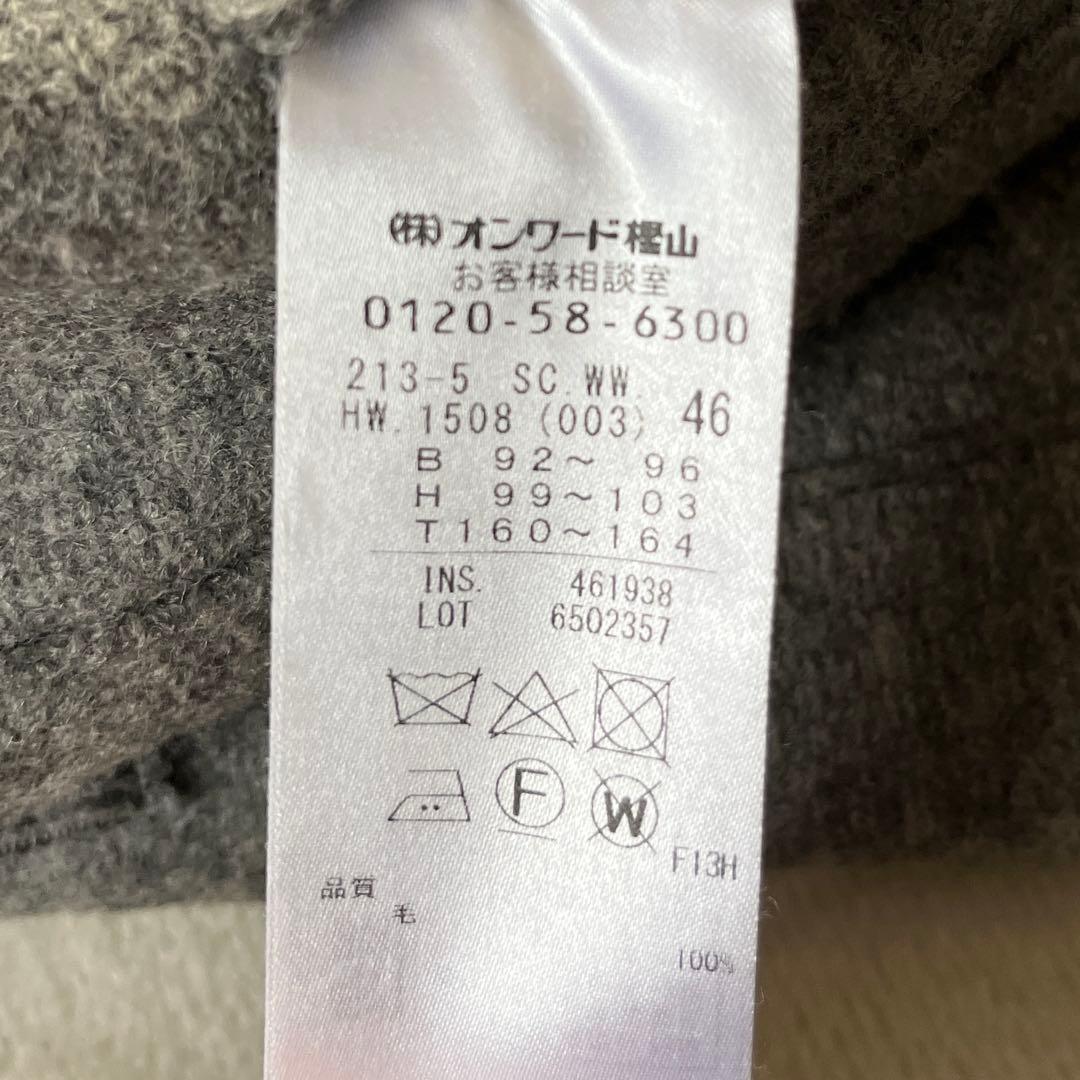 (株)オンワード樫山
お客様相談室
0120-58-6300
213-5 SC.WW.
HW.1508(003) 46
B 92～ 96
H 99～103
T160～164
INS. 461938
LOT 6502357
F
W
F13H
品質
毛
100%